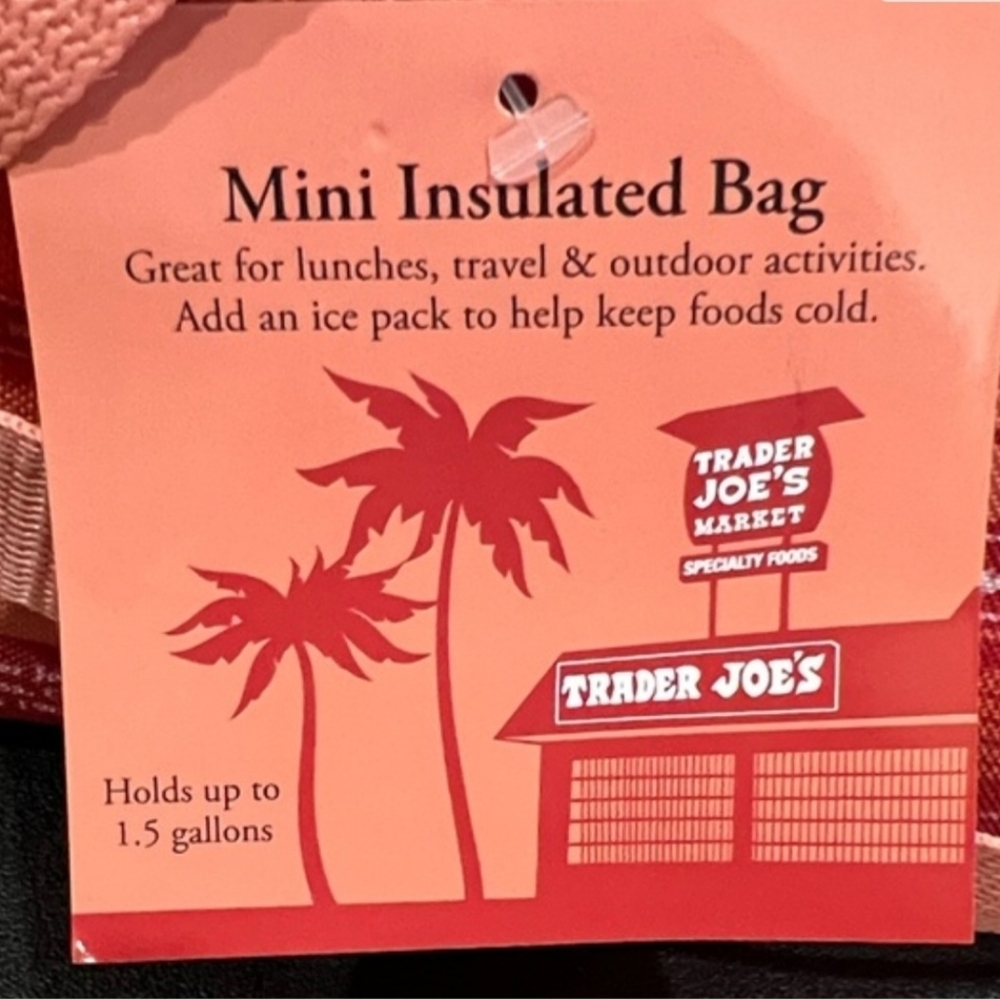 Mini Insulated Bag
Great for lunches, travel & outdoor activities.
Add an ice pack to help keep foods cold.
TRADER
JOE'S
MARKET
SPECIALTY FOODS
TRADER JOE'S
Holds up to
1.5 gallons